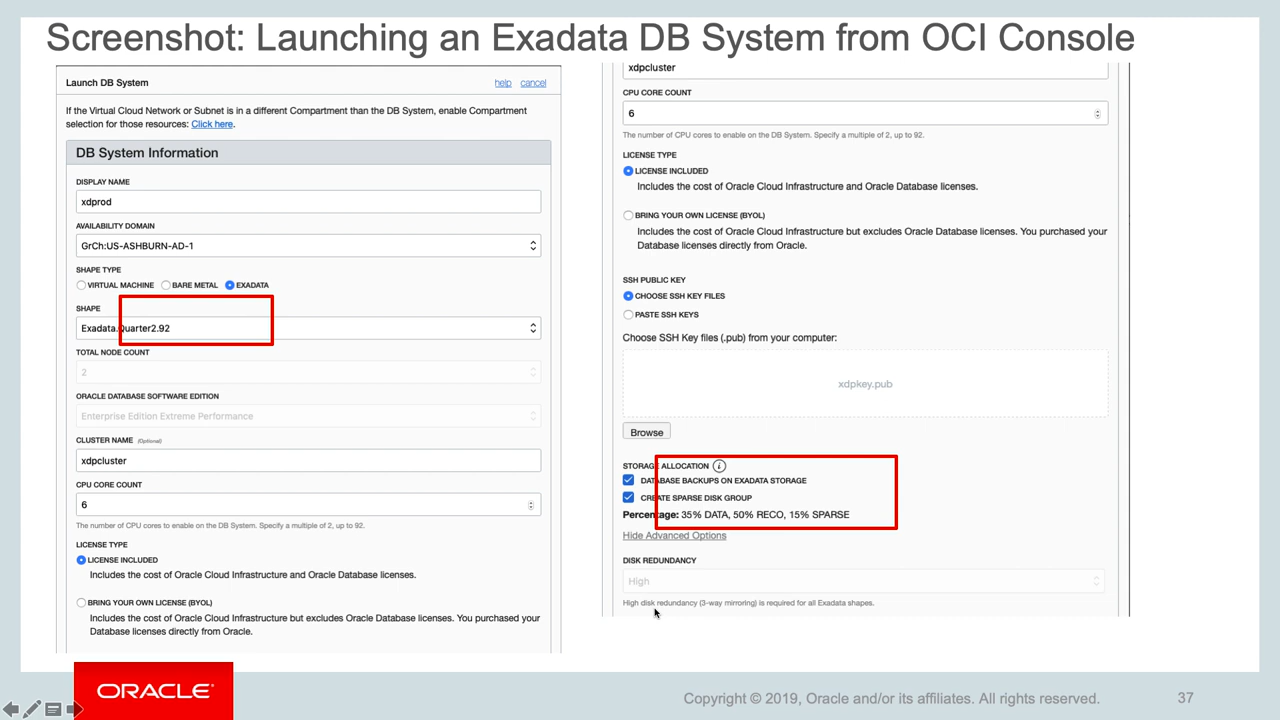 Screenshot: Launching an Exadata DB System from OCI Console
Launch DB System
help cancel
If the Virtual Cloud Network or Subnet is in a different Compartment than the DB System, enable Compartment
selection for those resources: Click here.
DB System Information
DISPLAY NAME
xdprod
AVAILABILITY DOMAIN
GrCh:US-ASHBURN-AD-1
SHAPE TYPE
VIRTUAL MACHINE BARE METAL EXADATA
SHAPE
Exadata.Quarter2.92
TOTAL NODE COUNT
2
ORACLE DATABASE SOFTWARE EDITION
Enterprise Edition Extreme Performance
CLUSTER NAME (Optional)
xdpcluster
CPU CORE COUNT
6
The number of CPU cores to enable on the DB System. Specify a multiple of 2, up to 92.
LICENSE TYPE
LICENSE INCLUDED
Includes the cost of Oracle Cloud Infrastructure and Oracle Database licenses.
BRING YOUR OWN LICENSE (BYOL)
Includes the cost of Oracle Cloud Infrastructure but excludes Oracle Database licenses. You purchased your
Database licenses directly from Oracle.
xdpcluster
CPU CORE COUNT
6
The number of CPU cores to enable on the DB System. Specify a multiple of 2, up to 92.
LICENSE TYPE
LICENSE INCLUDED
Includes the cost of Oracle Cloud Infrastructure and Oracle Database licenses.
BRING YOUR OWN LICENSE (BYOL)
Includes the cost of Oracle Cloud Infrastructure but excludes Oracle Database licenses. You purchased your
Database licenses directly from Oracle.
SSH PUBLIC KEY
CHOOSE SSH KEY FILES
PASTE SSH KEYS
Choose SSH Key files (.pub) from your computer:
xdpkey.pub
Browse
STORAGE ALLOCATION i
DATABASE BACKUPS ON EXADATA STORAGE
CREATE SPARSE DISK GROUP
Percentage: 35% DATA, 50% RECO, 15% SPARSE
Hide Advanced Options
DISK REDUNDANCY
High
High disk redundancy (3-way mirroring) is required for all Exadata shapes.
ORACLE
Copyright © 2019, Oracle and/or its affiliates. All rights reserved.
37